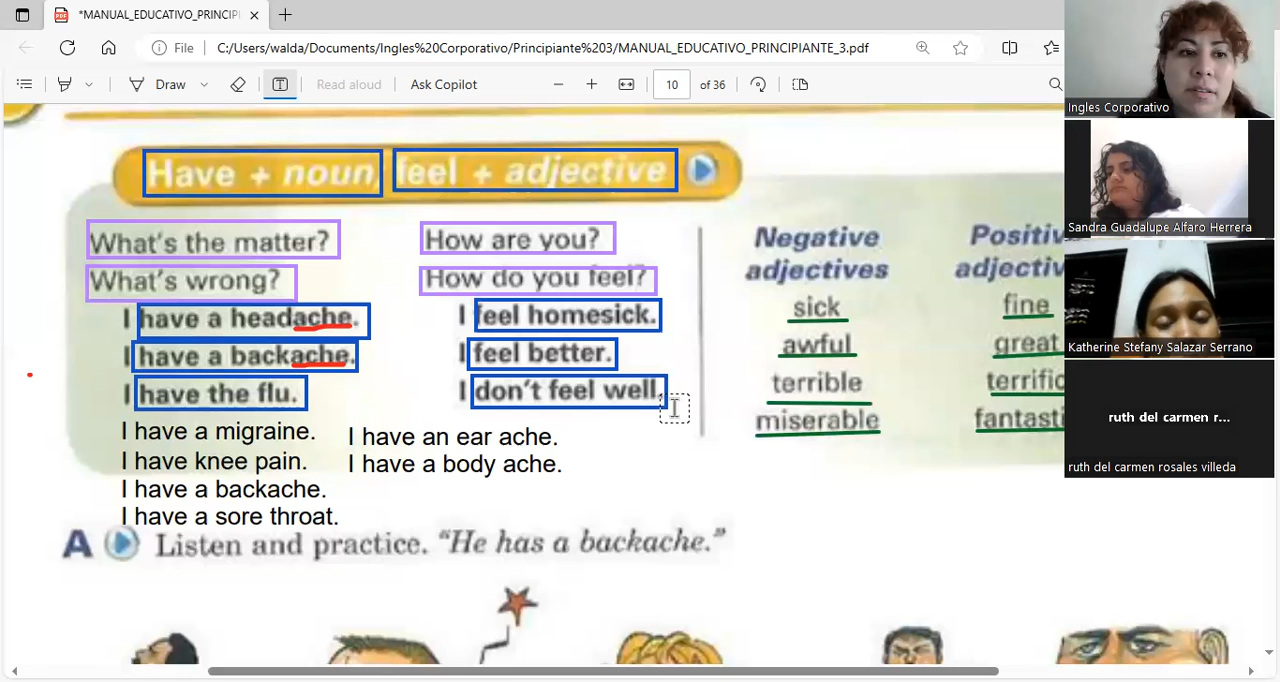 *MANUAL_EDUCATIVO_PRINCIPI
File
C:/Users/walda/Documents/Ingles%20Corporativo/Principiante%203/MANUAL_EDUCATIVO_PRINCIPIANTE_3.pdf
Draw
Read aloud
Ask Copilot
10 of 36
Have + noun, feel + adjective
What's the matter?
What's wrong?
I have a headache.
I have a backache.
I have the flu.
I have a migraine.
I have knee pain.
I have a backache.
I have a sore throat.
I have an ear ache.
I have a body ache.
How are you?
How do you feel?
I feel homesick.
I feel better.
I don't feel well.
Negative
adjectives
sick
awful
terrible
miserable
Positiv
adjectiv
fine
great
terrific
fantasti
A Listen and practice. "He has a backache."
Ingles Corporativo
Sandra Guadalupe Alfaro Herrera
Katherine Stefany Salazar Serrano
ruth del carmen r...
ruth del carmen rosales villeda